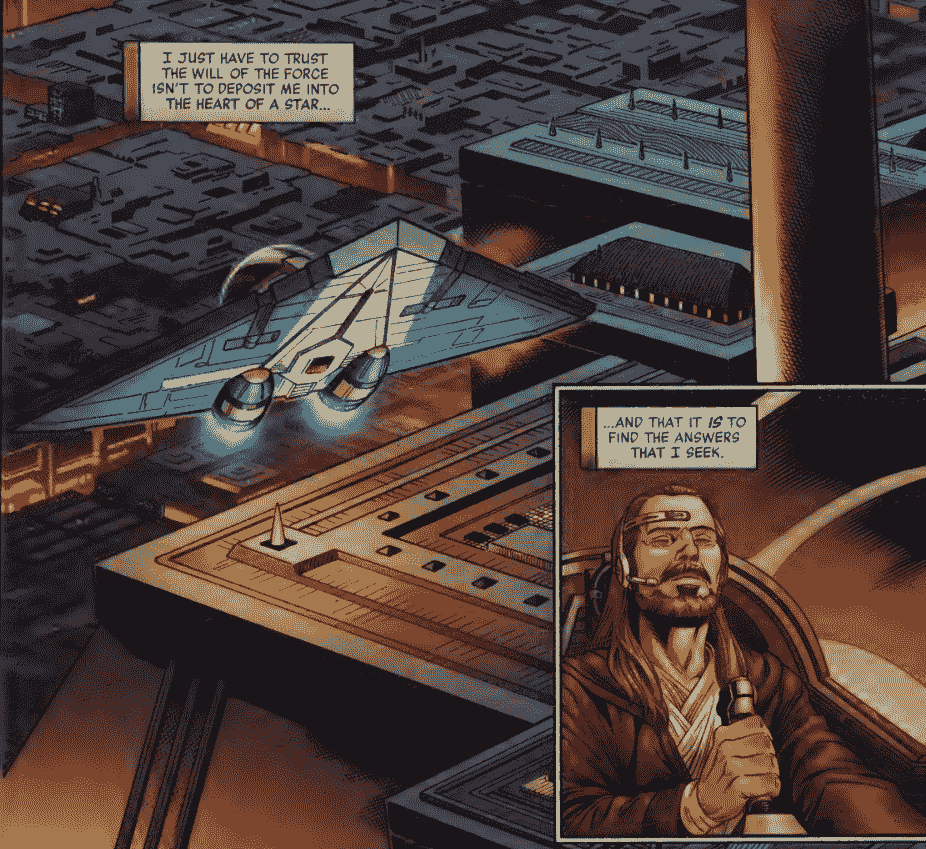 I JUST HAVE TO TRUST
THE WILL OF THE FORCE
ISN'T TO DEPOSIT ME INTO
THE HEART OF A STAR...
...AND THAT IT IS TO
FIND THE ANSWERS
THAT I SEEK.